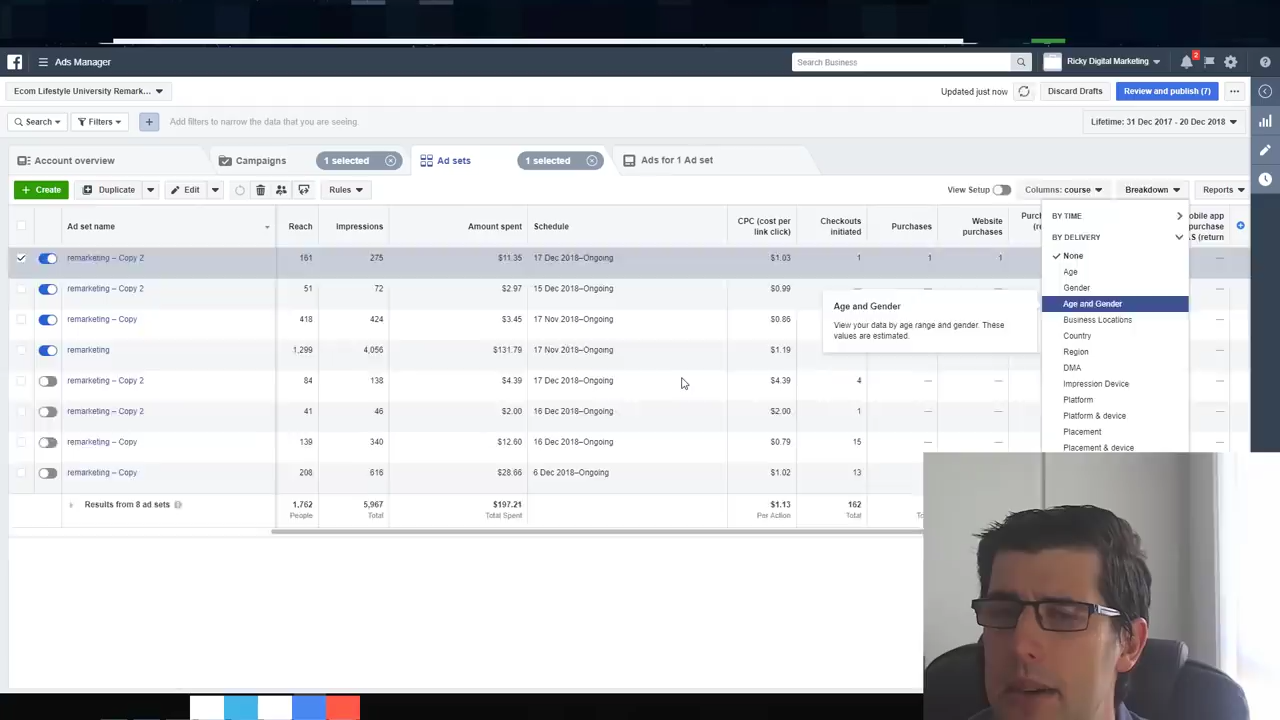 Ads Manager
Search Business
Ricky Digital Marketing
2
Ecom Lifestyle University Remark...
Updated just now
Discard Drafts
Review and publish (7)
Search
Filters
Add filters to narrow the data that you are seeing.
Lifetime: 31 Dec 2017 - 20 Dec 2018
Account overview
Campaigns
1 selected
Ad sets
1 selected
Ads for 1 Ad set
+ Create
Duplicate
Edit
Rules
View Setup
Columns: course
Breakdown
Reports
Ad set name
Reach
Impressions
Amount spent
Schedule
CPC (cost per
link click)
Checkouts
initiated
Purchases
Website
purchases
remarketing – Copy 2 161 275 $11.35 17 Dec 2018–Ongoing $1.03 1 1 1
remarketing – Copy 2 51 72 $2.97 15 Dec 2018–Ongoing $0.99
remarketing – Copy 418 424 $3.45 17 Nov 2018–Ongoing $0.86
remarketing 1,299 4,056 $131.79 17 Nov 2018–Ongoing $1.19
remarketing – Copy 2 84 138 $4.39 17 Dec 2018–Ongoing $4.39 4 — —
remarketing – Copy 2 41 46 $2.00 16 Dec 2018–Ongoing $2.00 1 — —
remarketing – Copy 139 340 $12.60 16 Dec 2018–Ongoing $0.79 15 — —
remarketing – Copy 208 616 $28.66 6 Dec 2018–Ongoing $1.02 13 — —
Results from 8 ad sets 1,762 5,967 $197.21 $1.13 162
People Total Total Spent Per Action Total
BY TIME
BY DELIVERY
None
Age
Gender
Age and Gender
Business Locations
Country
Region
DMA
Impression Device
Platform
Platform & device
Placement
Placement & device
Age and Gender
View your data by age range and gender. These
values are estimated.